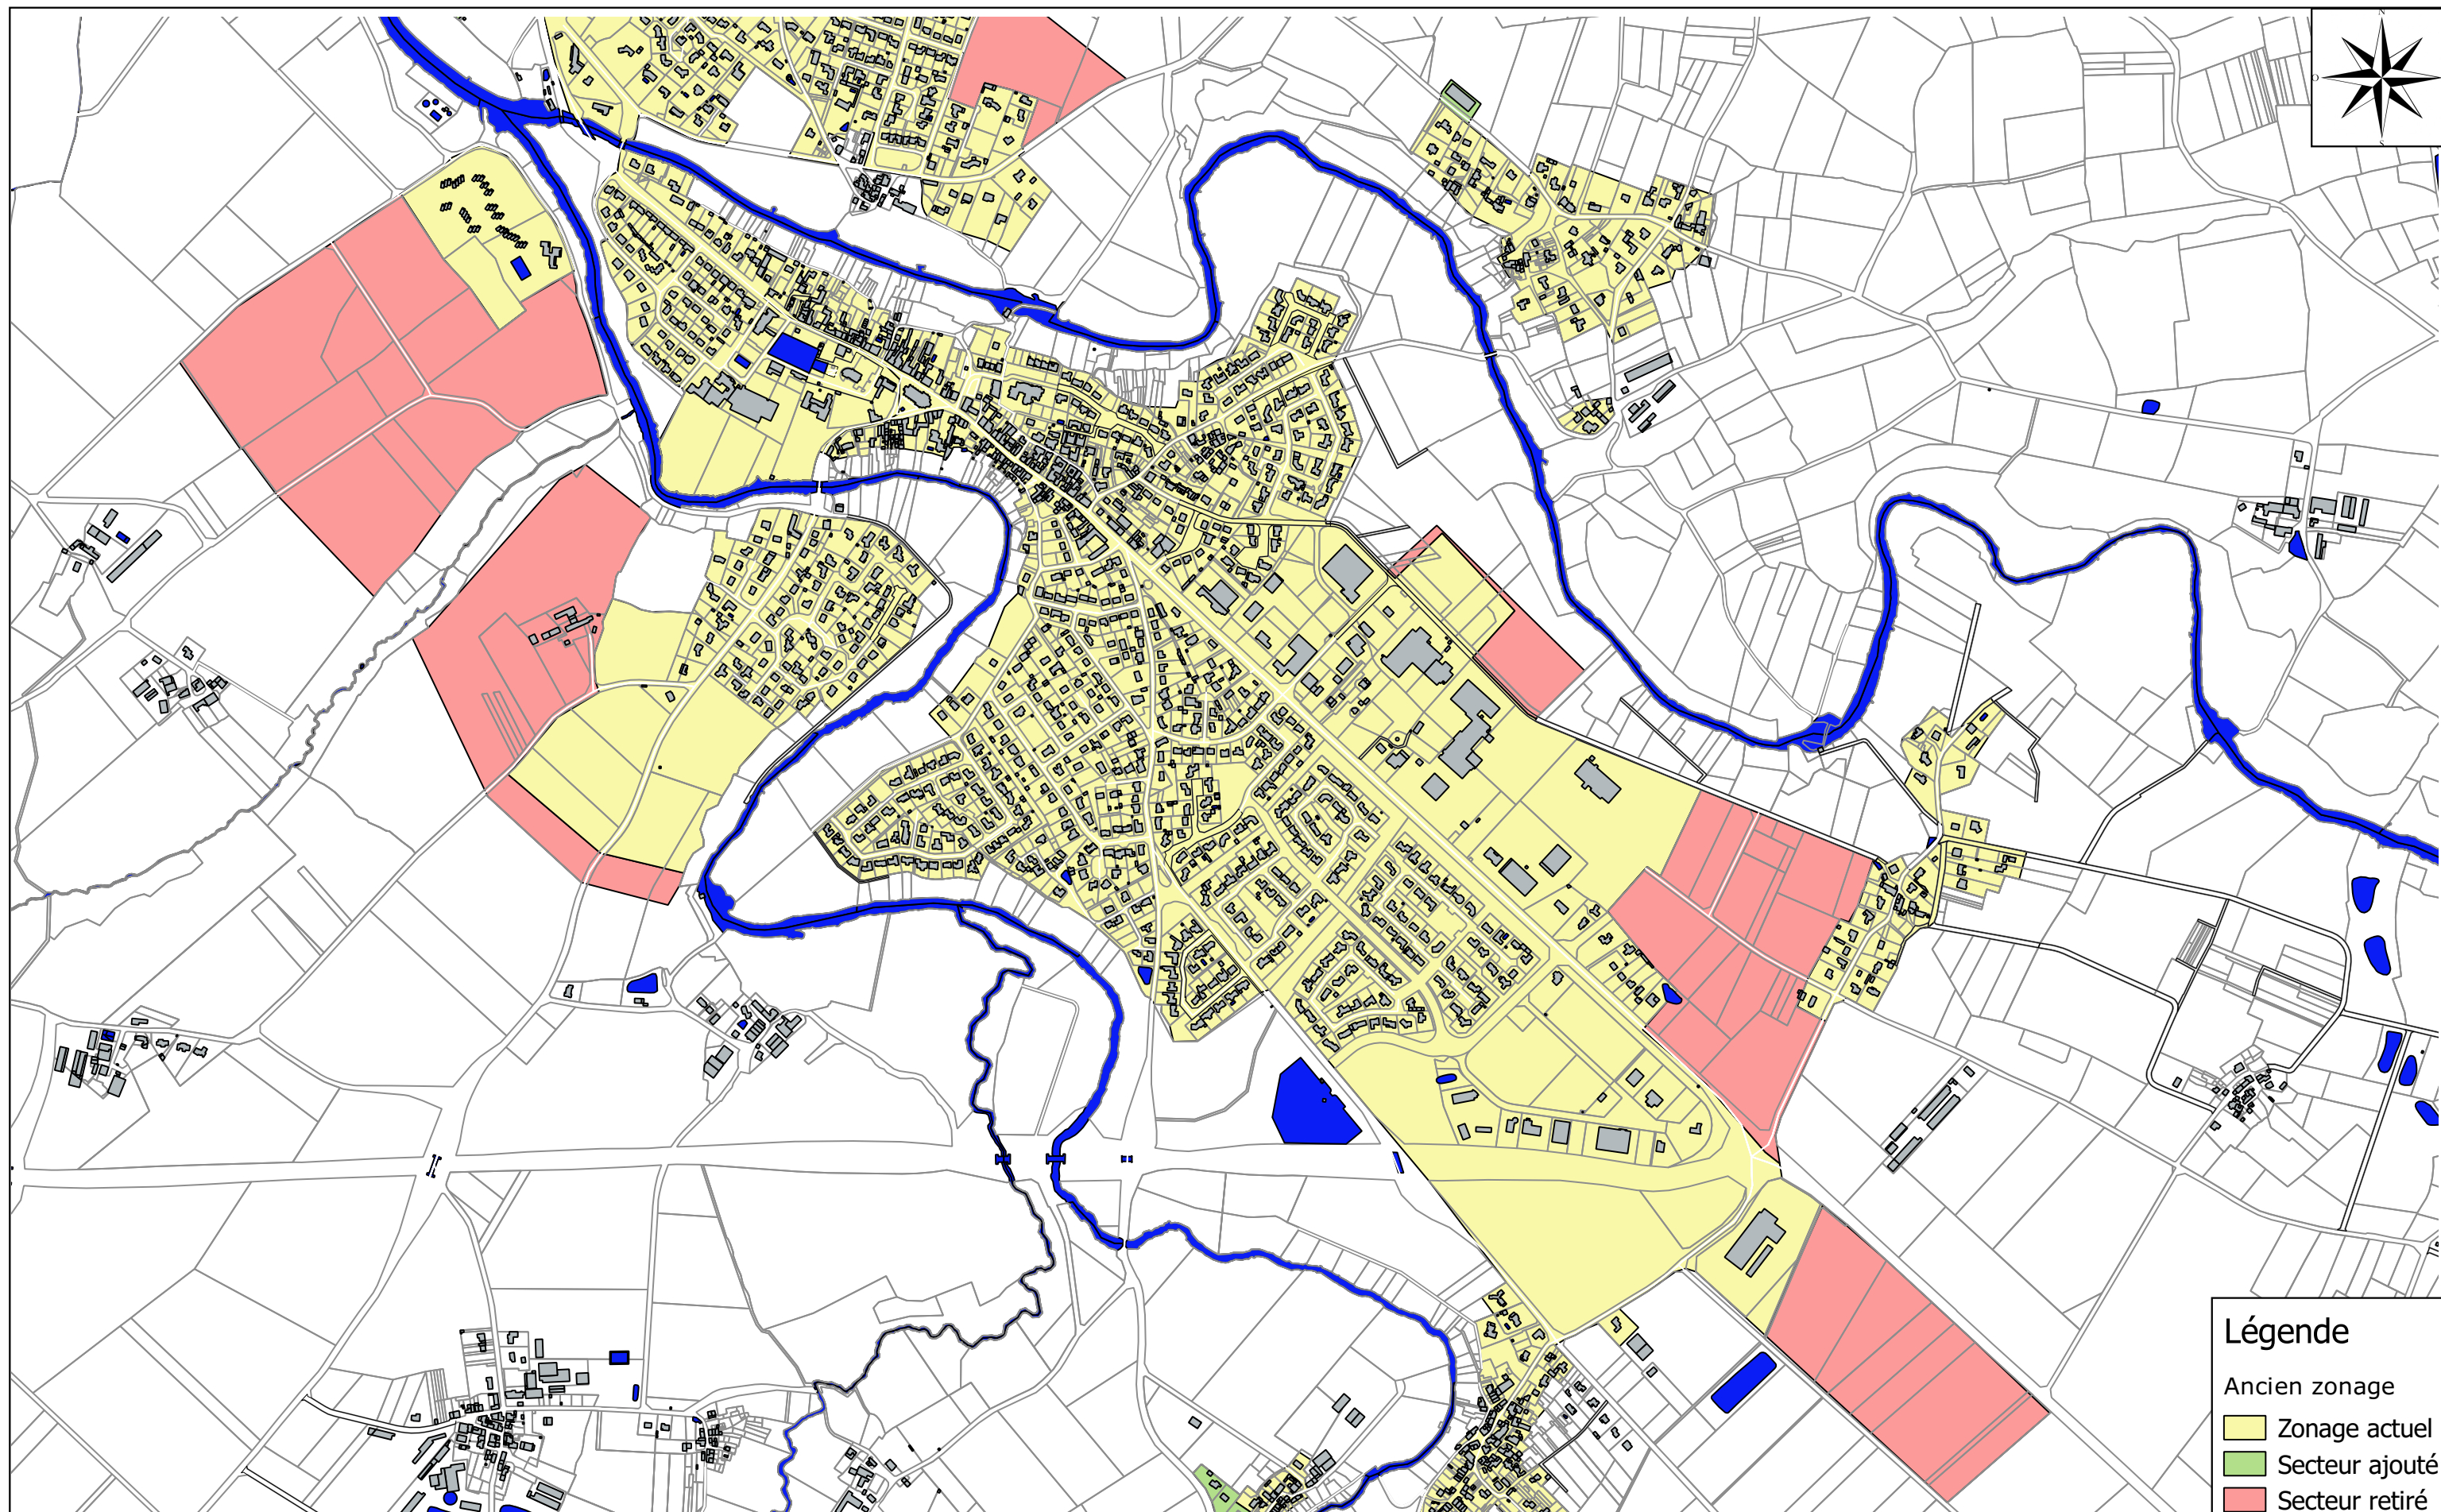 N
O
S
Légende
Ancien zonage
Zonage actuel
Secteur ajouté
Secteur retiré